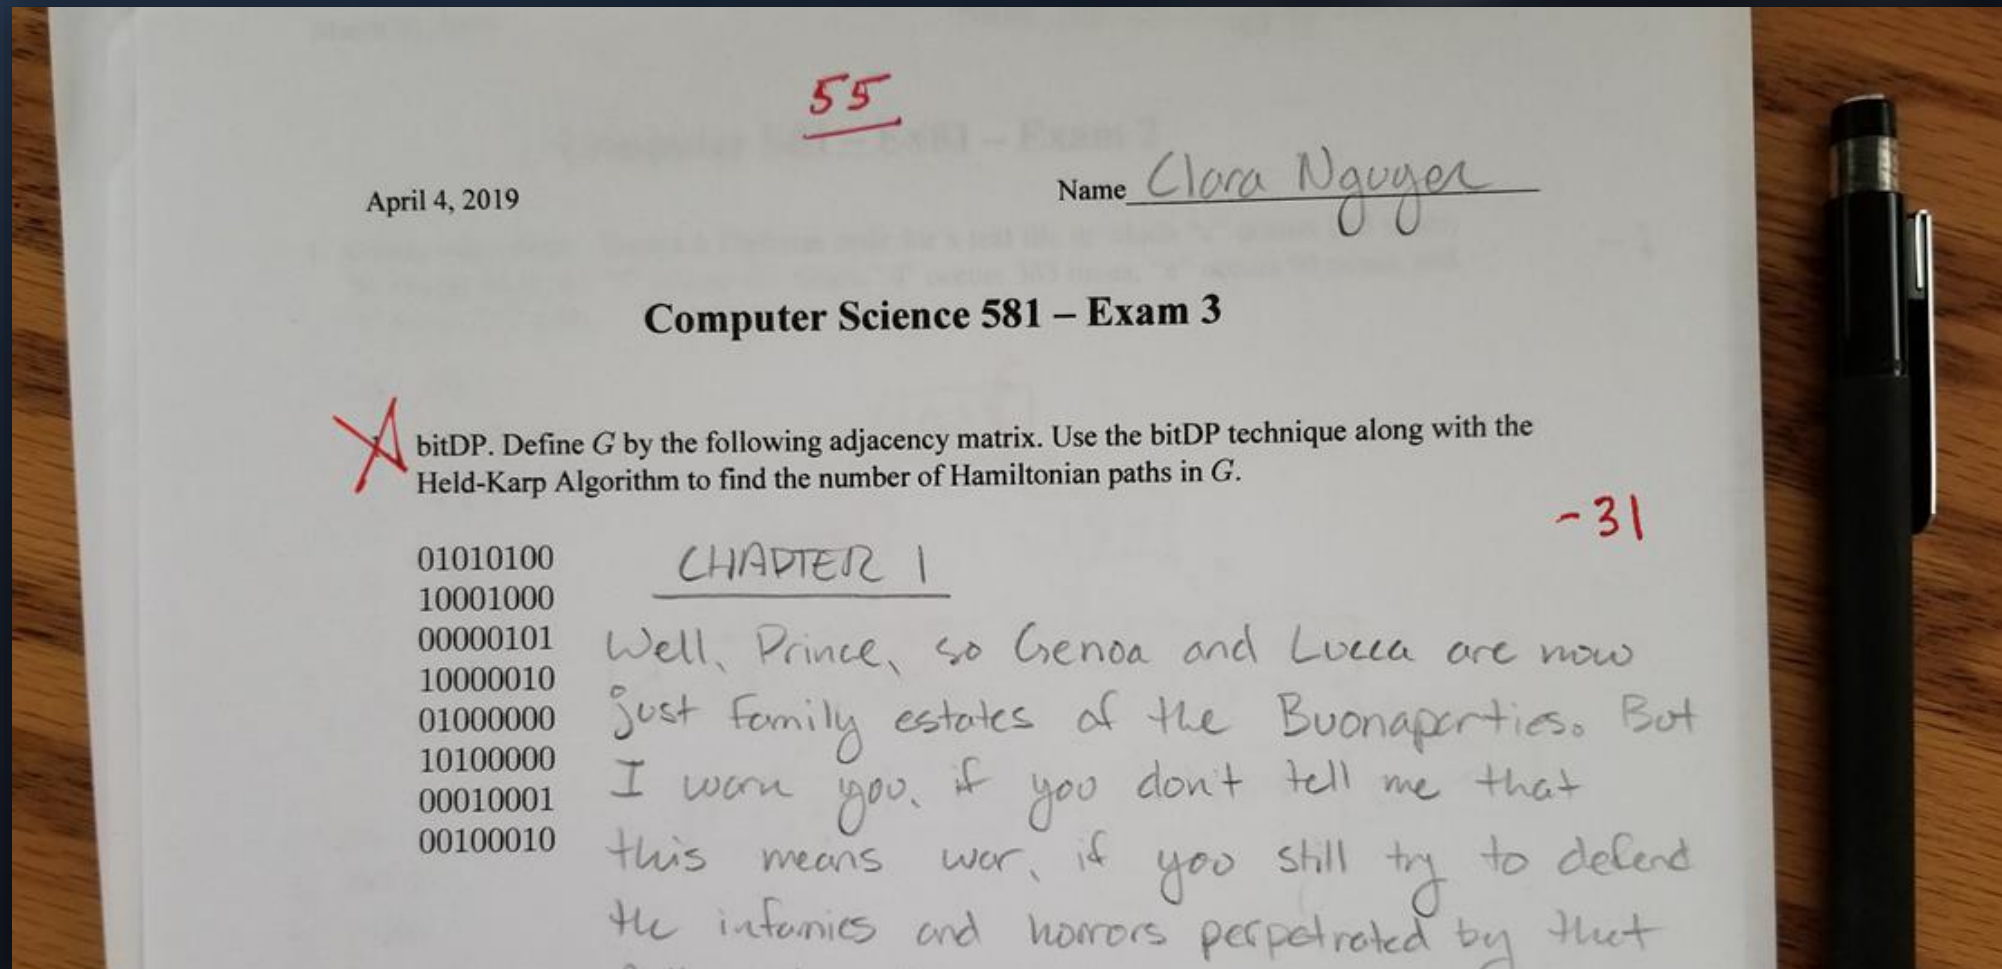 55
April 4, 2019
Name Clara Nguyen
Computer Science 581 – Exam 3
bitDP. Define G by the following adjacency matrix. Use the bitDP technique along with the
Held-Karp Algorithm to find the number of Hamiltonian paths in G.
-31
01010100
10001000
00000101
10000010
01000000
10100000
00010001
00100010
CHAPTER 1
Well, Prince, so Genoa and Lucca are now
just family estates of the Buonaparties. But
I warn you, if you don't tell me that
this means war, if you still try to defend
the infamies and horrors perpetrated by that